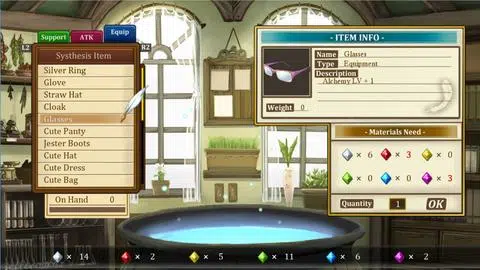 Support
ATK
Equip
L2
R2
Systhesis Item
Silver Ring
Glove
Straw Hat
Cloak
Glasses
Cute Panty
Jester Boots
Cute Hat
Cute Dress
Cute Bag
On Hand 0
- ITEM INFO -
Name Glasses
Type Equipment
Description
Alchemy LV + 1
Weight 0
- Materials Need -
× 6 × 3 × 0
× 0 × 0 × 3
Quantity 1 OK
× 14 × 2 × 5 × 11 × 6 × 2